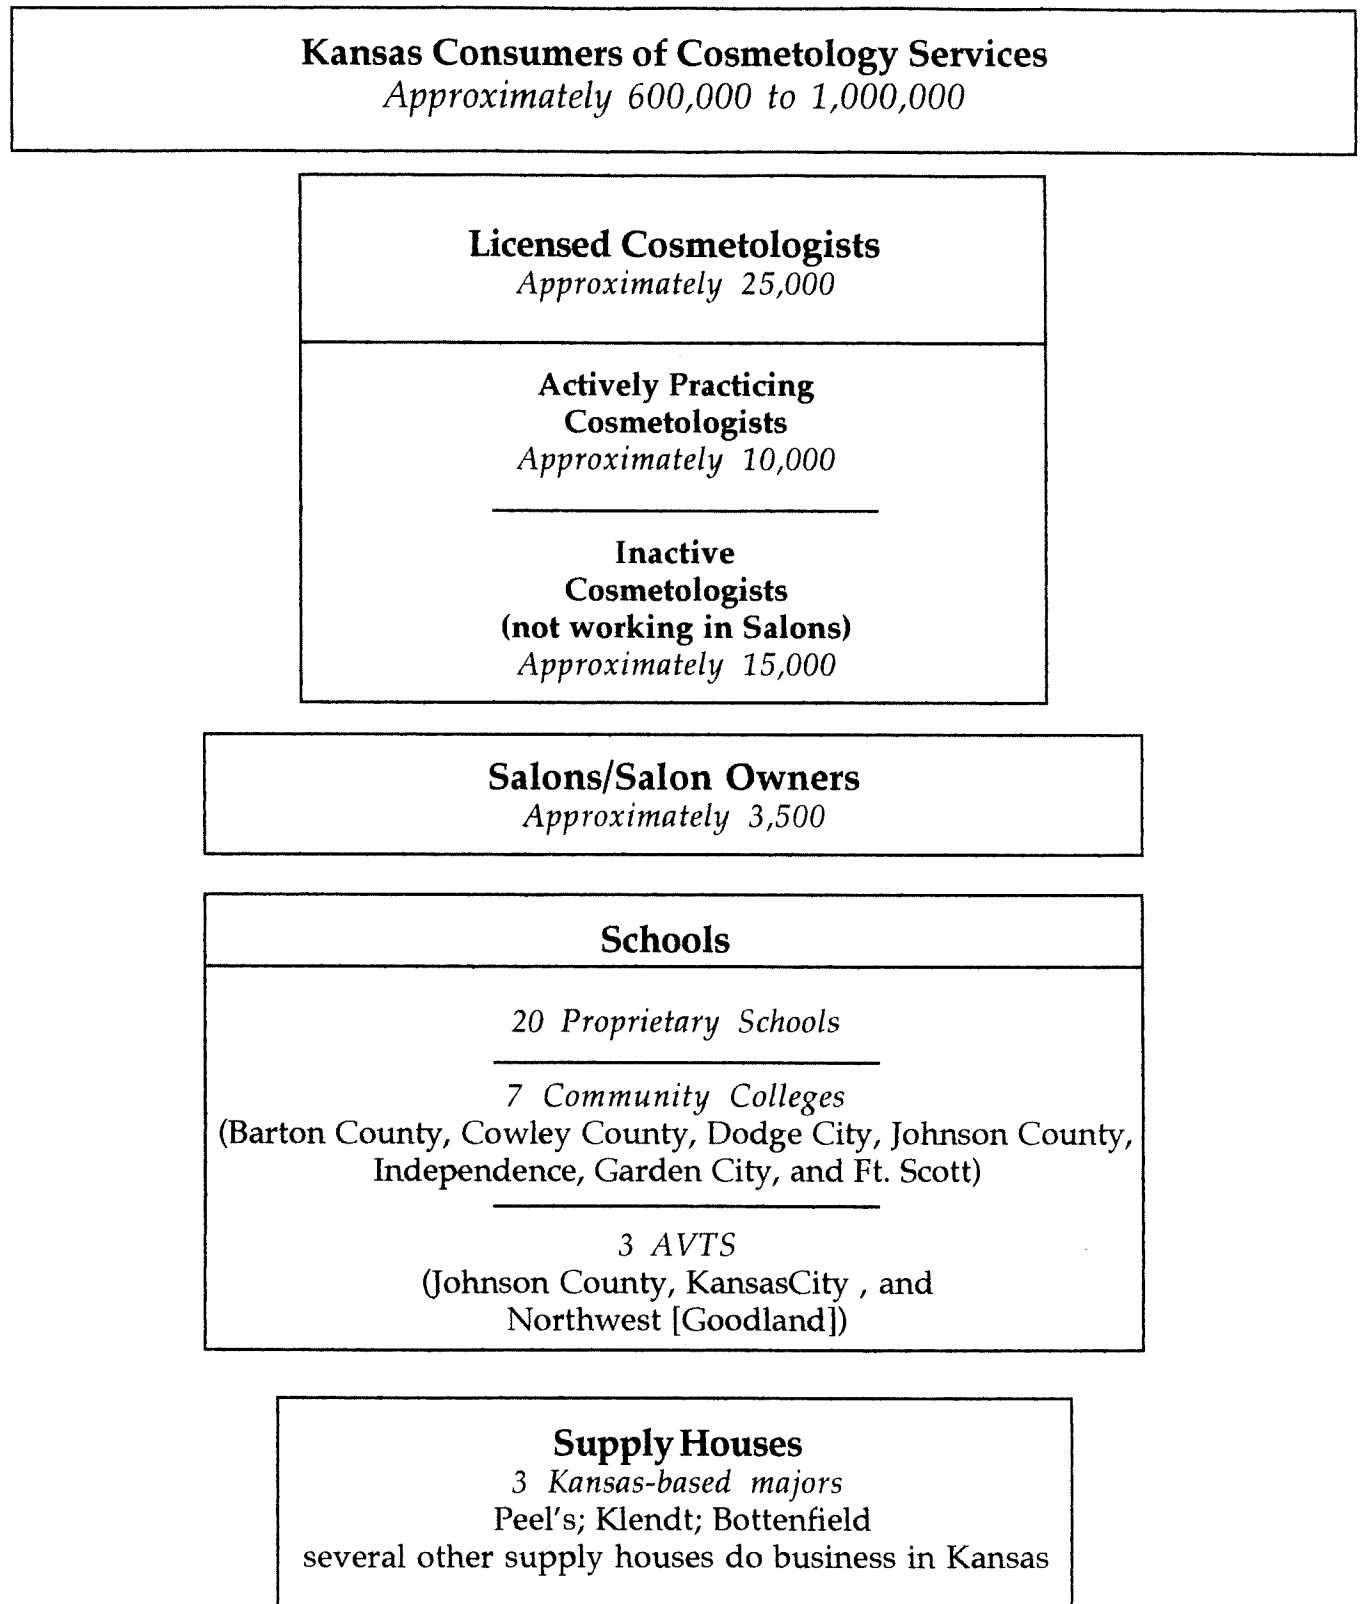 Kansas Consumers of Cosmetology Services
Approximately 600,000 to 1,000,000
Licensed Cosmetologists
Approximately 25,000
Actively Practicing
Cosmetologists
Approximately 10,000
Inactive
Cosmetologists
(not working in Salons)
Approximately 15,000
Salons/Salon Owners
Approximately 3,500
Schools
20 Proprietary Schools
7 Community Colleges
(Barton County, Cowley County, Dodge City, Johnson County,
Independence, Garden City, and Ft. Scott)
3 AVTS
(Johnson County, KansasCity , and
Northwest [Goodland])
Supply Houses
3 Kansas-based majors
Peel's; Klendt; Bottenfield
several other supply houses do business in Kansas